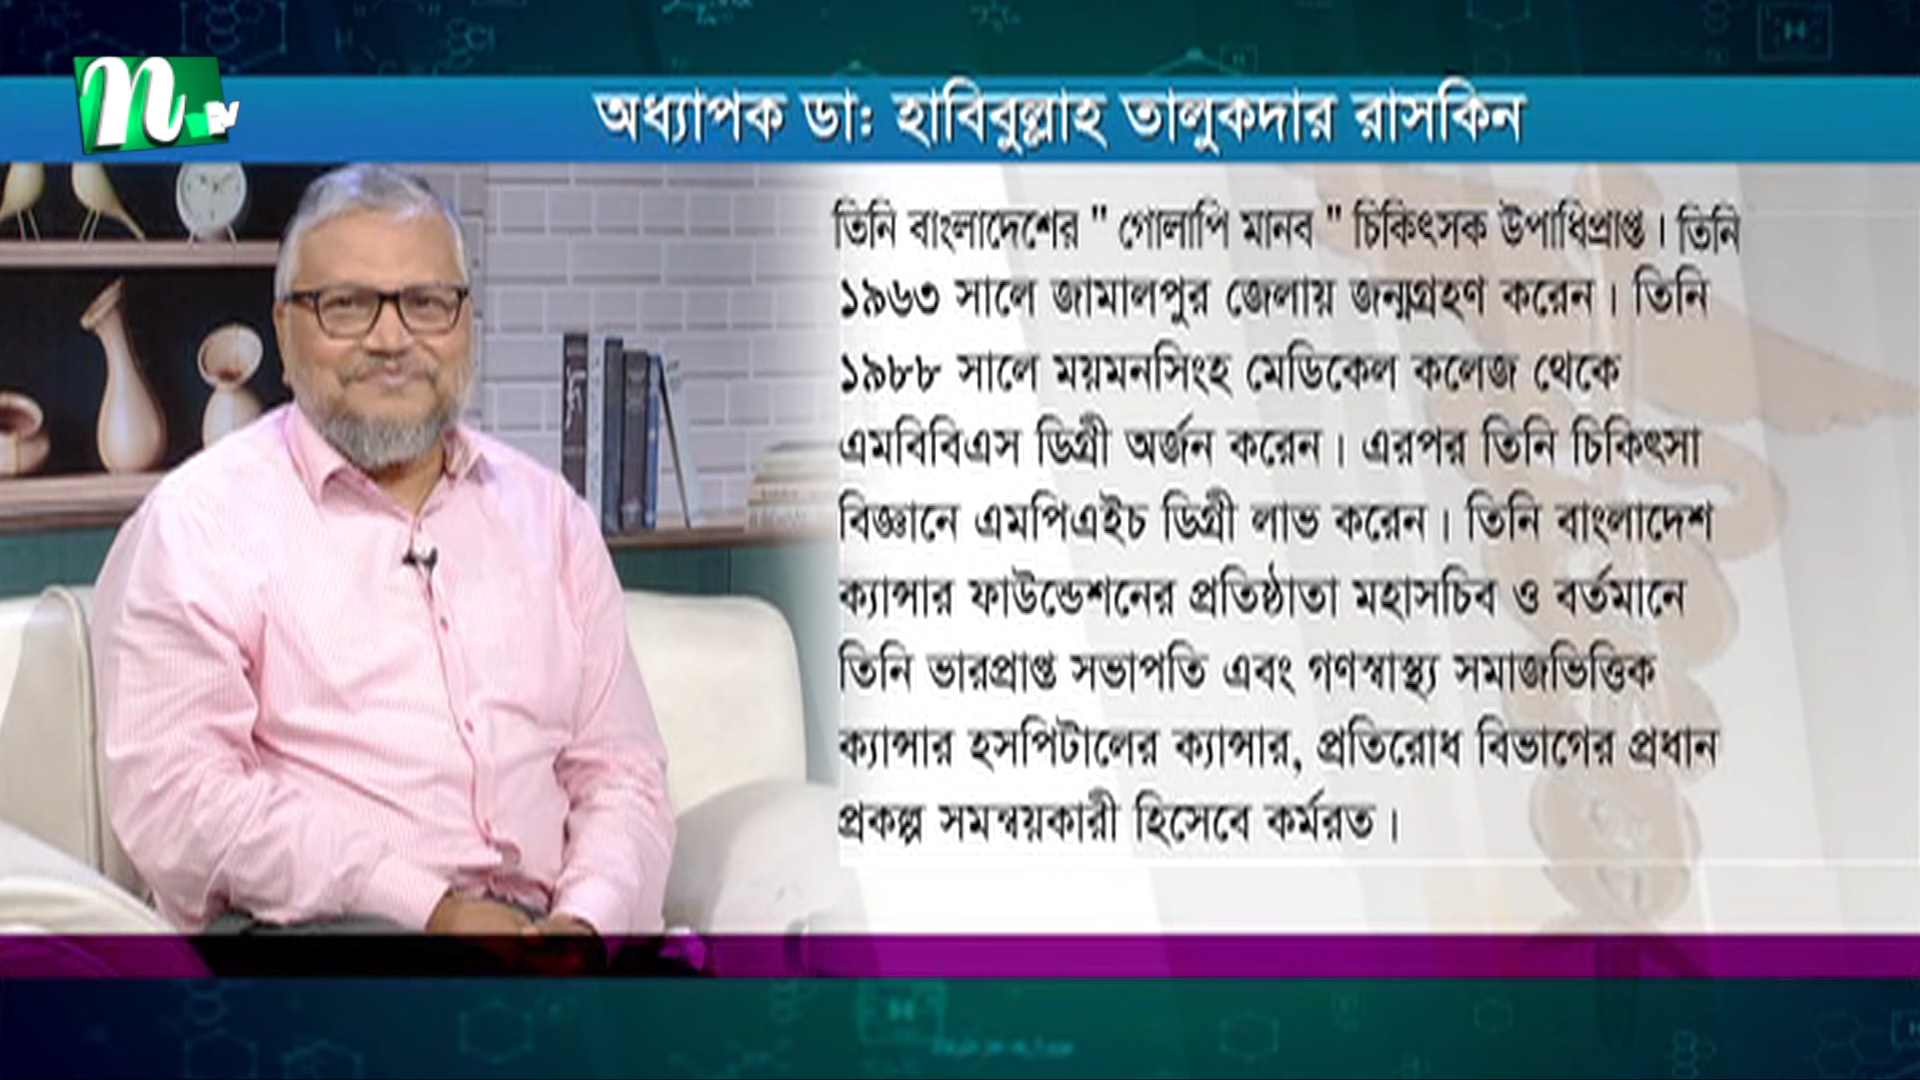 অধ্যাপক ডা: হাবিবুল্লাহ তালুকদার রাসকিন
তিনি বাংলাদেশের " গোলাপি মানব " চিকিৎসক উপাধিপ্রাপ্ত। তিনি
১৯৬৩ সালে জামালপুর জেলায় জন্মগ্রহণ করেন। তিনি
১৯৮৮ সালে ময়মনসিংহ মেডিকেল কলেজ থেকে
এমবিবিএস ডিগ্রী অর্জন করেন। এরপর তিনি চিকিৎসা
বিজ্ঞানে এমপিএইচ ডিগ্রী লাভ করেন। তিনি বাংলাদেশ
ক্যান্সার ফাউন্ডেশনের প্রতিষ্ঠাতা মহাসচিব ও বর্তমানে
তিনি ভারপ্রাপ্ত সভাপতি এবং গণস্বাস্থ্য সমাজভিত্তিক
ক্যান্সার হসপিটালের ক্যান্সার, প্রতিরোধ বিভাগের প্রধান
প্রকল্প সমন্বয়কারী হিসেবে কর্মরত।